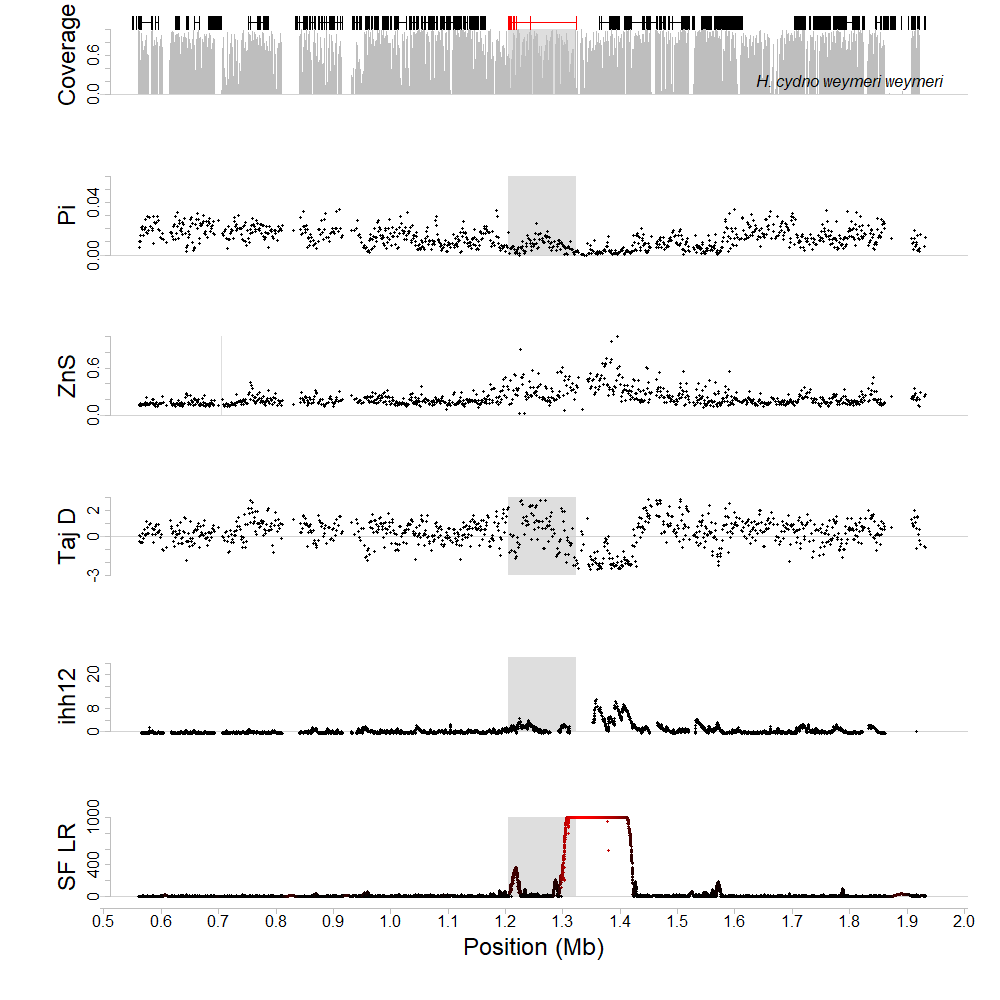 Coverage
0.0
0.6
H. cydno weymeri weymeri
Pi
0.00
0.04
ZnS
0.0
0.6
Taj D
-3
0
2
ihh12
0
8
20
SF LR
0
400
1000
0.5 0.6 0.7 0.8 0.9 1.0 1.1 1.2 1.3 1.4 1.5 1.6 1.7 1.8 1.9 2.0
Position (Mb)